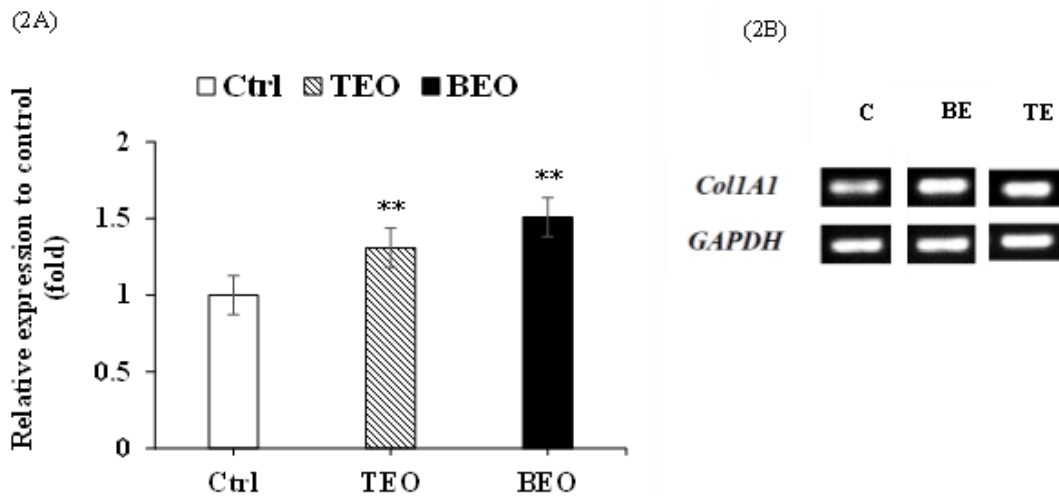 (2A)
Ctrl TEO BEO
Relative expression to control
(fold)
2
1.5
1
0.5
0
**
**
Ctrl TEO BEO
(2B)
C BE TE
Col1A1
GAPDH